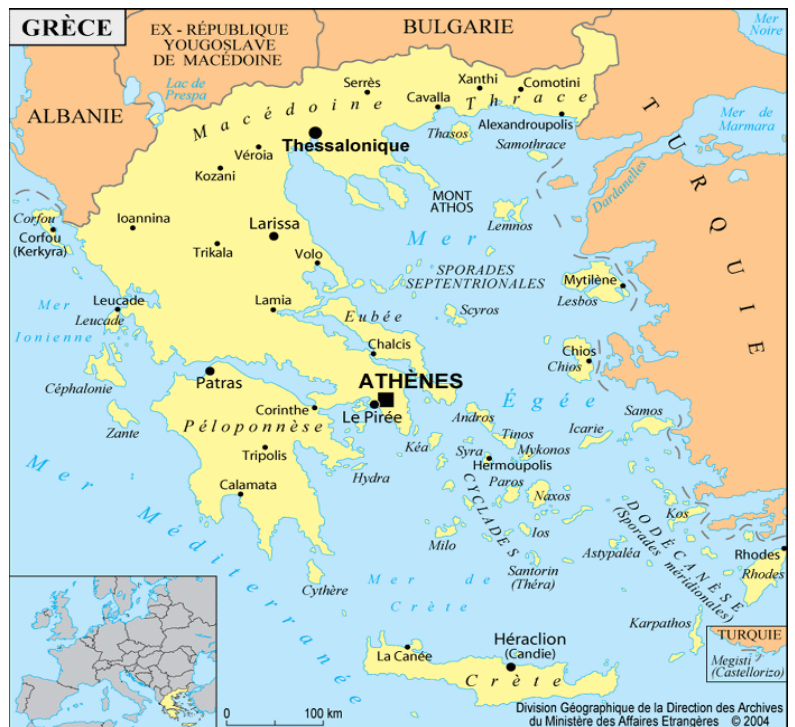 GRÈCE
EX - RÉPUBLIQUE
YOUGOSLAVE
DE MACÉDOINE
BULGARIE
Mer
Noire
ALBANIE
Lac de
Prespa
Serrès
Xanthi
Comotini
Cavalla
Thrace
Macédoine
Alexandroupolis
Thasos
Samothrace
Mer de
Marmara
TURQUIE
Dardanelles
Thessalonique
Véroia
Kozani
MONT
ATHOS
Lemnos
Corfou
Corfou
(Kerkyra)
Ioannina
Larissa
Trikala
Volo
Mer
SPORADES
SEPTENTRIONALES
Mytilène
Lesbos
Mer
Ionienne
Leucade
Leucade
Lamia
Eubée
Scyros
Chalcis
Chios
Chios
Céphalonie
Patras
ATHÈNES
Égée
Zante
Corinthe
Le Pirée
Péloponnèse
Andros
Samos
Tinos
Icarie
Kéa
Syra
Mykonos
Hermoupolis
Tripolis
Hydra
Paros
Naxos
Calamata
CYCLADES
Kos
DODÉCANÈSE
(Sporades
méridionales)
Milo
Ios
Astypaléa
Rhodes
Rhodes
Santorin
(Théra)
Cythère
Mer de
Crète
Mer Méditerranée
Karpathos
TURQUIE
Megisti
(Castellorizo)
La Canée
Héraclion
(Candie)
Crète
0
100 km
Division Géographique de la Direction des Archives
du Ministère des Affaires Etrangères © 2004